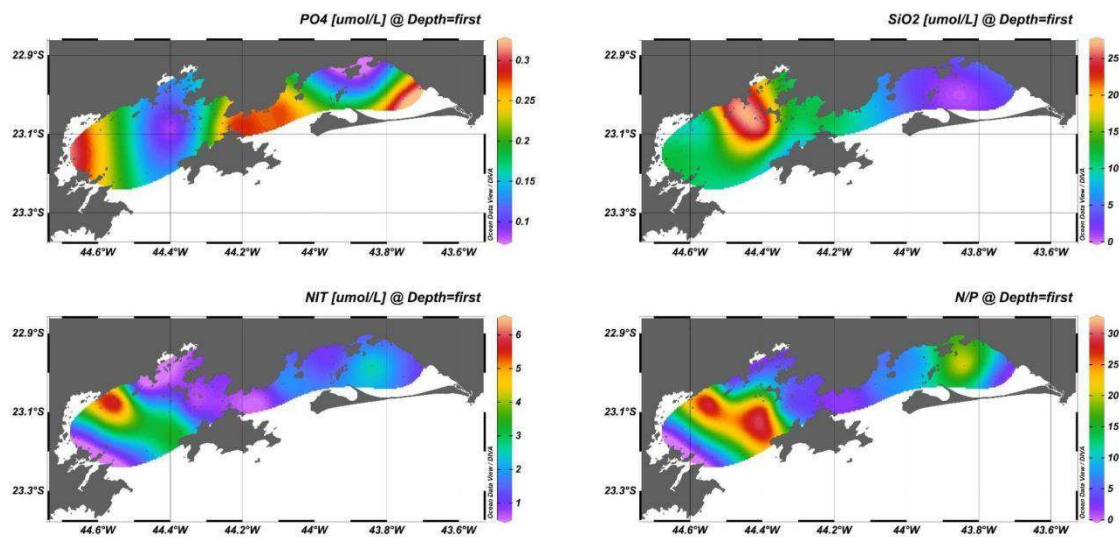 PO4 [umol/L] @ Depth=first
22.9°S
23.1°S
23.3°S
44.6°W 44.4°W 44.2°W 44°W 43.8°W 43.6°W
0.3
0.25
0.2
0.15
0.1
Ocean Data View / DIVA
SiO2 [umol/L] @ Depth=first
22.9°S
23.1°S
23.3°S
44.6°W 44.4°W 44.2°W 44°W 43.8°W 43.6°W
25
20
15
10
5
0
Ocean Data View / DIVA
NIT [umol/L] @ Depth=first
22.9°S
23.1°S
23.3°S
44.6°W 44.4°W 44.2°W 44°W 43.8°W 43.6°W
6
5
4
3
2
1
Ocean Data View / DIVA
N/P @ Depth=first
22.9°S
23.1°S
23.3°S
44.6°W 44.4°W 44.2°W 44°W 43.8°W 43.6°W
30
25
20
15
10
5
0
Ocean Data View / DIVA